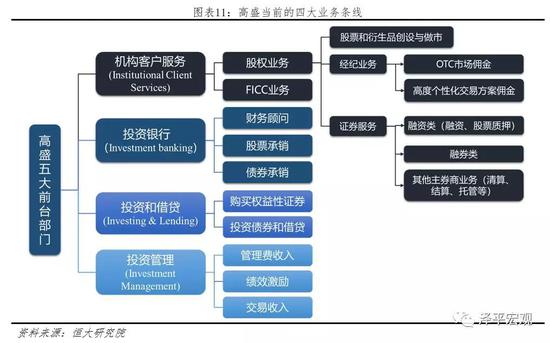 图表11：高盛当前的四大业务条线
高盛五大前台部门
机构客户服务
(Institutional Client
Services)
股权业务
FICC业务
股票和衍生品创设与做市
经纪业务
OTC市场佣金
高度个性化交易方案佣金
证券服务
融资类（融资、股票质押）
融券类
其他主券商业务（清算、
结算、托管等）
投资银行
(Investment banking)
财务顾问
股票承销
债券承销
投资和借贷
(Investing & Lending)
购买权益性证券
投资债券和借贷
投资管理
(Investment
Management)
管理费收入
绩效激励
交易收入
资料来源：恒大研究院
泽平宏观